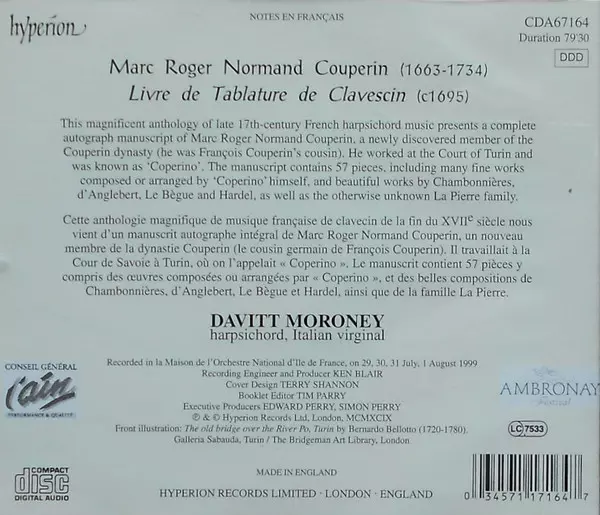 NOTES EN FRANÇAIS
hyperion
CDA67164
Duration 79'30
DDD
Marc Roger Normand Couperin (1663-1734)
Livre de Tablature de Clavescin (c1695)
This magnificent anthology of late 17th-century French harpsichord music presents a complete
autograph manuscript of Marc Roger Normand Couperin, a newly discovered member of the
Couperin dynasty (he was François Couperin's cousin). He worked at the Court of Turin and
was known as 'Coperino'. The manuscript contains 57 pieces, including many fine works
composed or arranged by 'Coperino' himself, and beautiful works by Chambonnières,
d'Anglebert, Le Bègue and Hardel, as well as the otherwise unknown La Pierre family.
Cette anthologie magnifique de musique française de clavecin de la fin du XVIIe siècle nous
vient d'un manuscrit autographe intégral de Marc Roger Normand Couperin, un nouveau
membre de la dynastie Couperin (le cousin germain de François Couperin). Il travaillait à la
Cour de Savoie à Turin, où on l'appelait « Coperino ». Le manuscrit contient 57 pièces y
compris des œuvres composées ou arrangées par « Coperino », et des belles compositions de
Chambonnières, d'Anglebert, Le Bègue et Hardel, ainsi que de la famille La Pierre.
DAVITT MORONEY
harpsichord, Italian virginal
Recorded in la Maison de l'Orchestre National d'Ile de France, on 29, 30, 31 July, 1 August 1999
Recording Engineer and Producer KEN BLAIR
Cover Design TERRY SHANNON
Booklet Editor TIM PARRY
Executive Producers EDWARD PERRY, SIMON PERRY
℗ & © Hyperion Records Ltd, London, MCMXCIX
Front illustration: The old bridge over the River Po, Turin by Bernardo Bellotto (1720-1780).
Galleria Sabauda, Turin / The Bridgeman Art Library, London
CONSEIL GÉNÉRAL
l'ain
PERFORMANCE & QUALITÉ
AMBRONAY
festival
LC 7533
COMPACT
disc
DIGITAL AUDIO
MADE IN ENGLAND
HYPERION RECORDS LIMITED · LONDON · ENGLAND
0 34571 17164 7